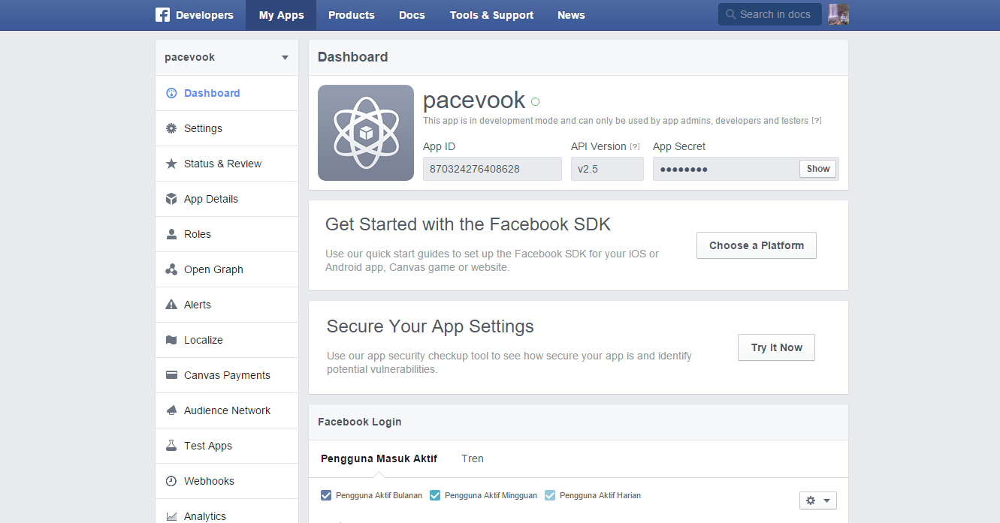 Developers
My Apps
Products
Docs
Tools & Support
News
Search in docs
pacevook
Dashboard
Settings
Status & Review
App Details
Roles
Open Graph
Alerts
Localize
Canvas Payments
Audience Network
Test Apps
Webhooks
Analytics
Dashboard
pacevook
This app is in development mode and can only be used by app admins, developers and testers [?]
App ID
API Version [?]
App Secret
870324276408628
v2.5
●●●●●●●●
Show
Get Started with the Facebook SDK
Use our quick start guides to set up the Facebook SDK for your iOS or
Android app, Canvas game or website.
Choose a Platform
Secure Your App Settings
Use our app security checkup tool to see how secure your app is and identify
potential vulnerabilities.
Try It Now
Facebook Login
Pengguna Masuk Aktif
Tren
Pengguna Aktif Bulanan
Pengguna Aktif Mingguan
Pengguna Aktif Harian